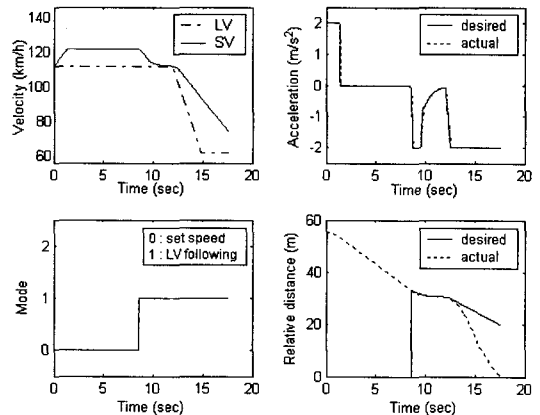 LV
SV
140
120
100
80
60
0
5
10
15
20
Velocity (km/h)
Time (sec)
desired
actual
2
1
0
-1
-2
0
5
10
15
20
Acceleration (m/s²)
Time (sec)
0 : set speed
1 : LV following
2
1
0
0
5
10
15
20
Mode
Time (sec)
desired
actual
60
40
20
0
0
5
10
15
20
Relative distance (m)
Time (sec)